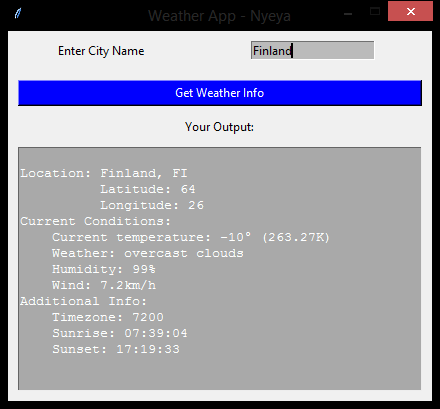 Weather App - Nyeya
Enter City Name
Finland
Get Weather Info
Your Output:
Location: Finland, FI
Latitude: 64
Longitude: 26
Current Conditions:
Current temperature: -10° (263.27K)
Weather: overcast clouds
Humidity: 99%
Wind: 7.2km/h
Additional Info:
Timezone: 7200
Sunrise: 07:39:04
Sunset: 17:19:33